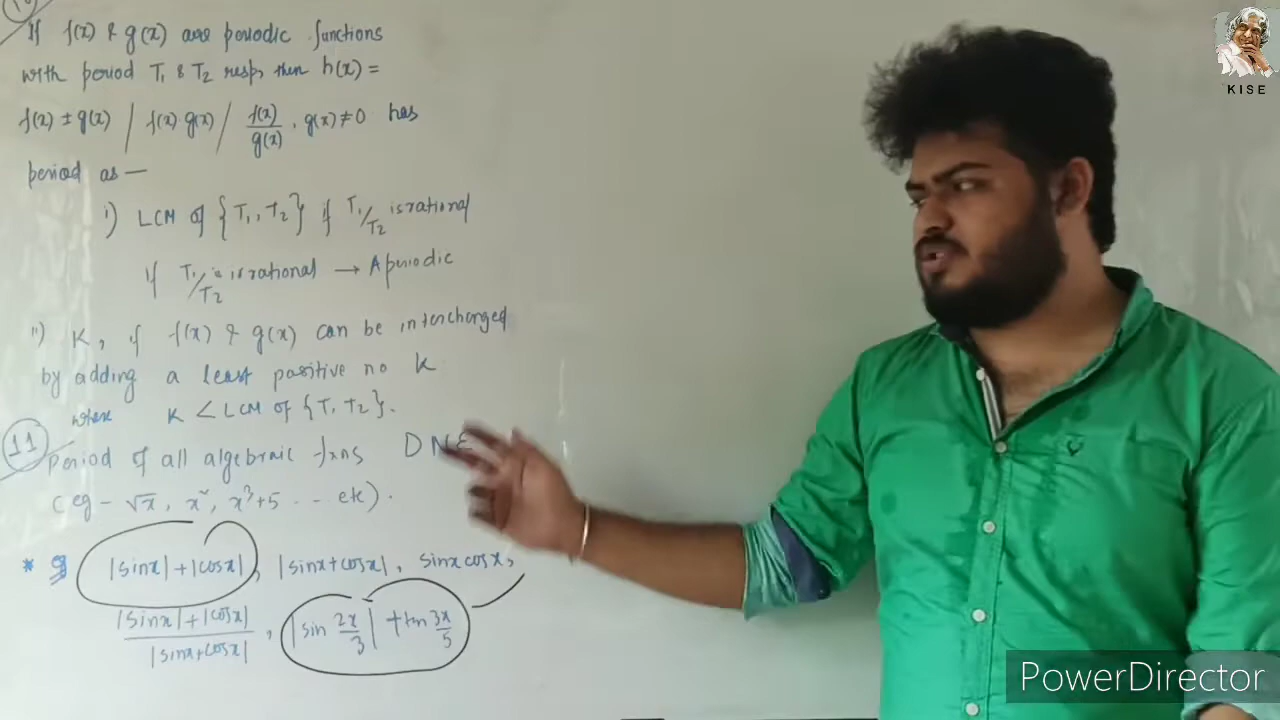 10
If f(x) & g(x) are periodic functions
with period T₁ & T₂ resp, then h(x) =
f(x) ± g(x) / f(x) g(x) / f(x)/g(x), g(x) ≠ 0 has
period as —
i) LCM of {T₁, T₂} if T₁/T₂ is rational
if T₁/T₂ is irrational → Aperiodic
ii) K, if f(x) & g(x) can be interchanged
by adding a least positive no K
where K < LCM of {T₁, T₂}.
11 Period of all algebraic fxns DNE
(eg - √x, x², x³+5 ... etc).
* eg |sinx|+|cosx|, |sinx+cosx|, sinx cosx,
|sinx|+|cosx| / |sinx+cosx|, |sin 2x/3| + tan 3x/5
KISE
PowerDirector